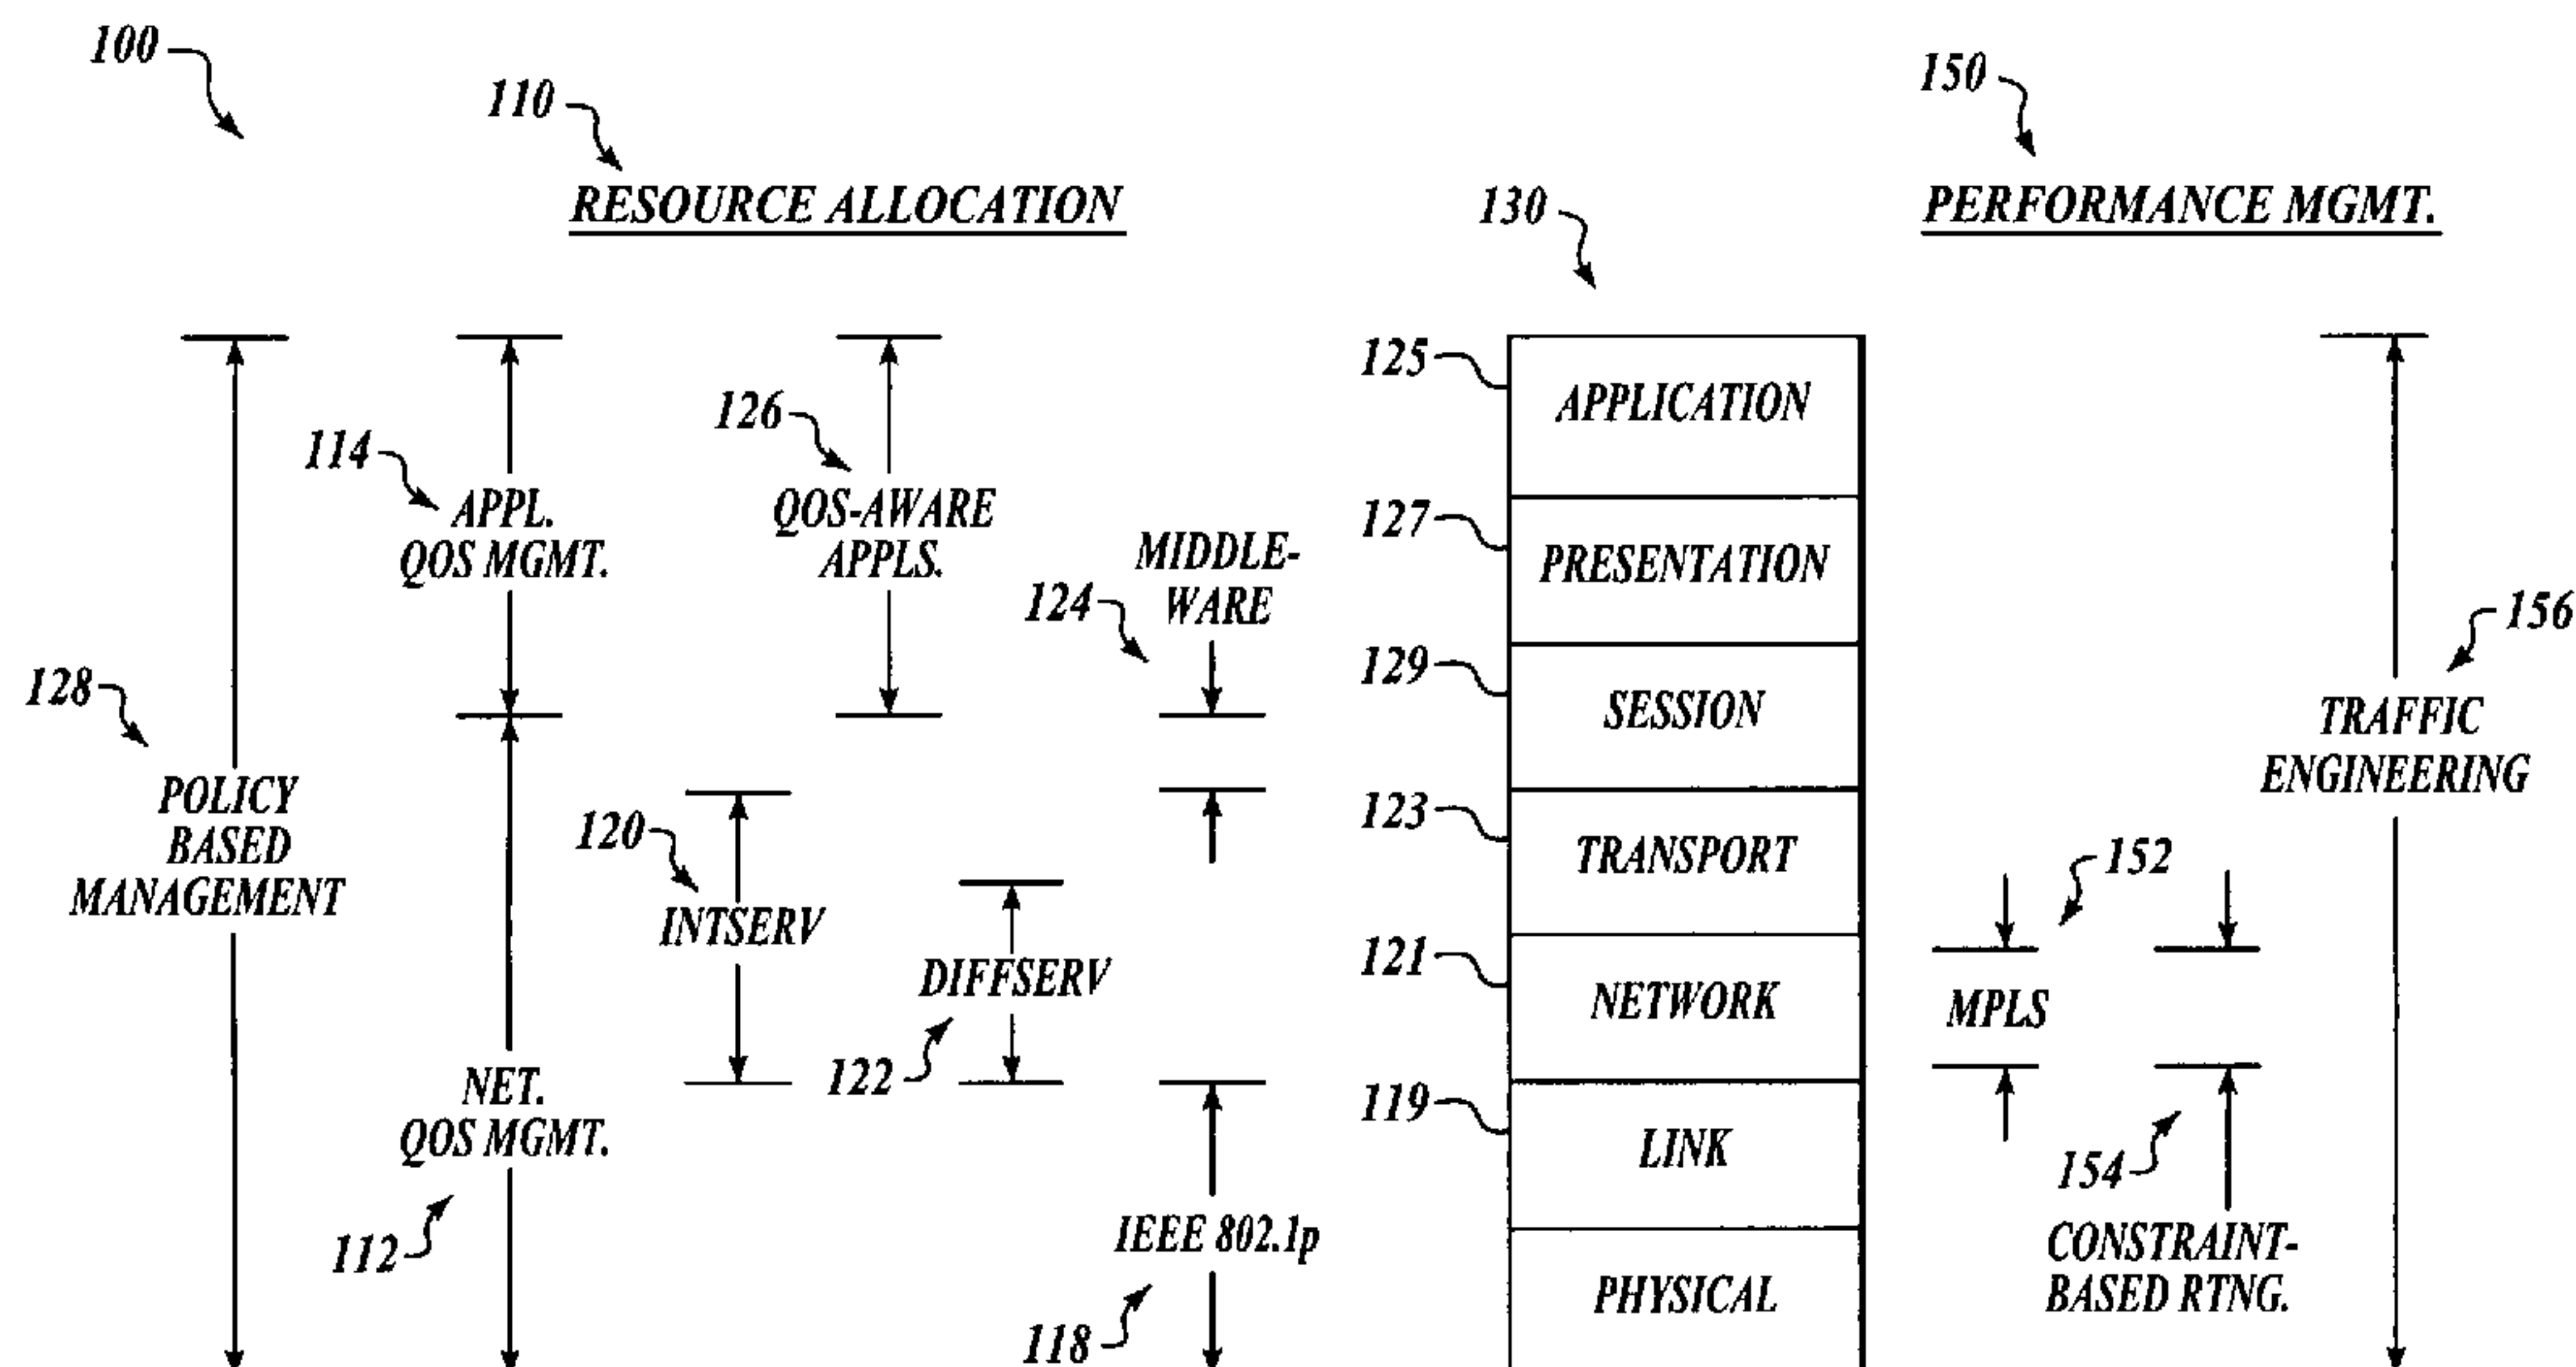 100
110
RESOURCE ALLOCATION
130
150
PERFORMANCE MGMT.
128
POLICY
BASED
MANAGEMENT
114
APPL.
QOS MGMT.
NET.
QOS MGMT.
112
126
QOS-AWARE
APPLS.
120
INTSERV
DIFFSERV
122
MIDDLE-
WARE
124
IEEE 802.1p
118
125
APPLICATION
127
PRESENTATION
129
SESSION
123
TRANSPORT
121
NETWORK
119
LINK
PHYSICAL
152
MPLS
154
CONSTRAINT-
BASED RTNG.
156
TRAFFIC
ENGINEERING